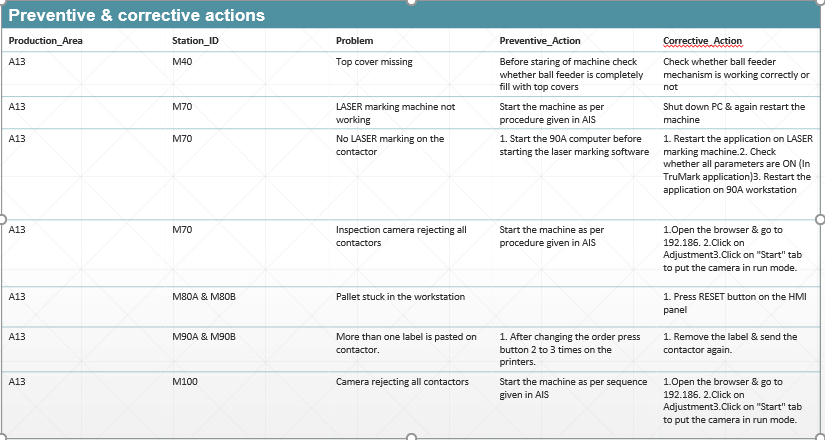 Preventive & corrective actions
Production_Area Station_ID Problem Preventive_Action Corrective_Action
A13 M40 Top cover missing Before staring of machine check Check whether ball feeder
whether ball feeder is completely mechanism is working correctly or
fill with top covers not
A13 M70 LASER marking machine not Start the machine as per Shut down PC & again restart the
working procedure given in AIS machine
A13 M70 No LASER marking on the 1. Start the 90A computer before 1. Restart the application on LASER
contactor starting the laser marking software marking machine.2. Check
whether all parameters are ON (In
TruMark application)3. Restart the
application on 90A workstation
A13 M70 Inspection camera rejecting all Start the machine as per 1.Open the browser & go to
contactors procedure given in AIS 192.186. 2.Click on
Adjustment3.Click on "Start" tab
to put the camera in run mode.
A13 M80A & M80B Pallet stuck in the workstation 1. Press RESET button on the HMI
panel
A13 M90A & M90B More than one label is pasted on 1. After changing the order press 1. Remove the label & send the
contactor. button 2 to 3 times on the contactor again.
printers.
A13 M100 Camera rejecting all contactors Start the machine as per sequence 1.Open the browser & go to
given in AIS 192.186. 2.Click on
Adjustment3.Click on "Start" tab
to put the camera in run mode.